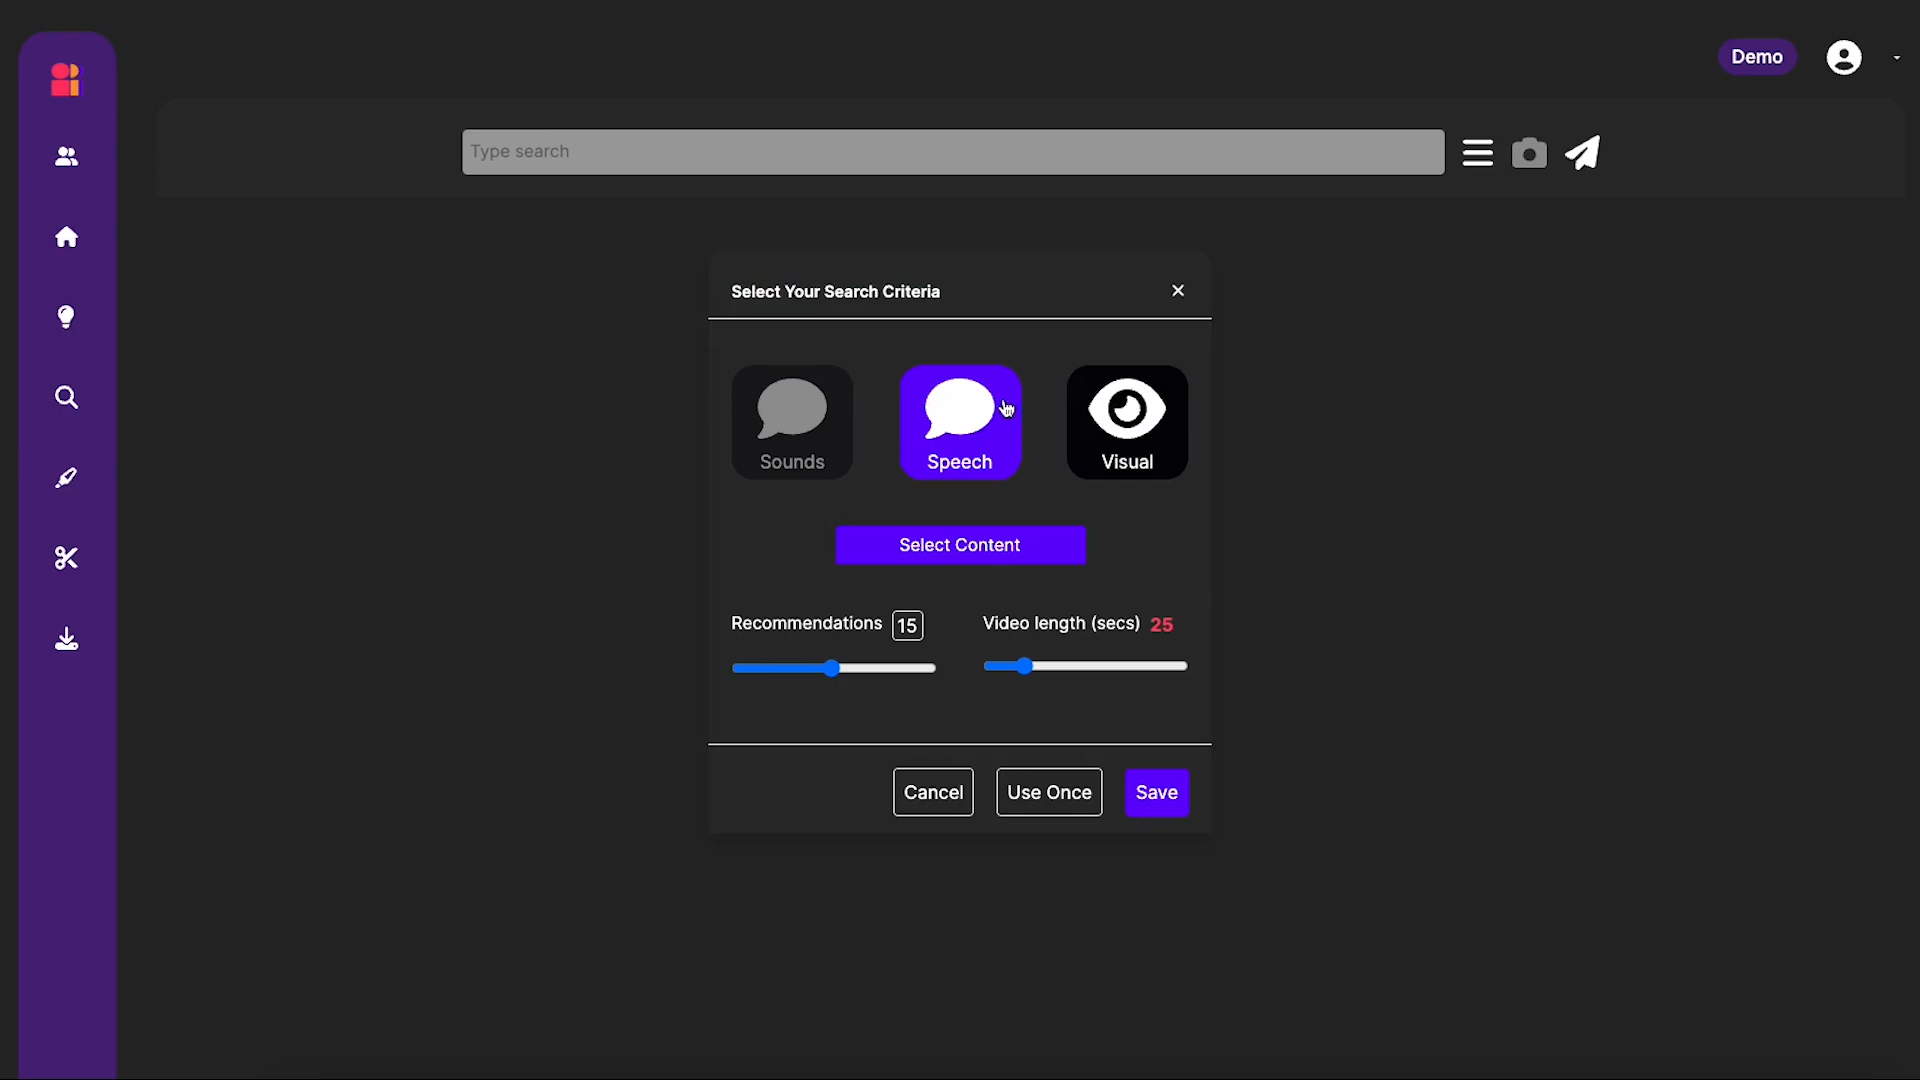 Demo
Type search
Select Your Search Criteria
Sounds
Speech
Visual
Select Content
Recommendations 15
Video length (secs) 25
Cancel
Use Once
Save